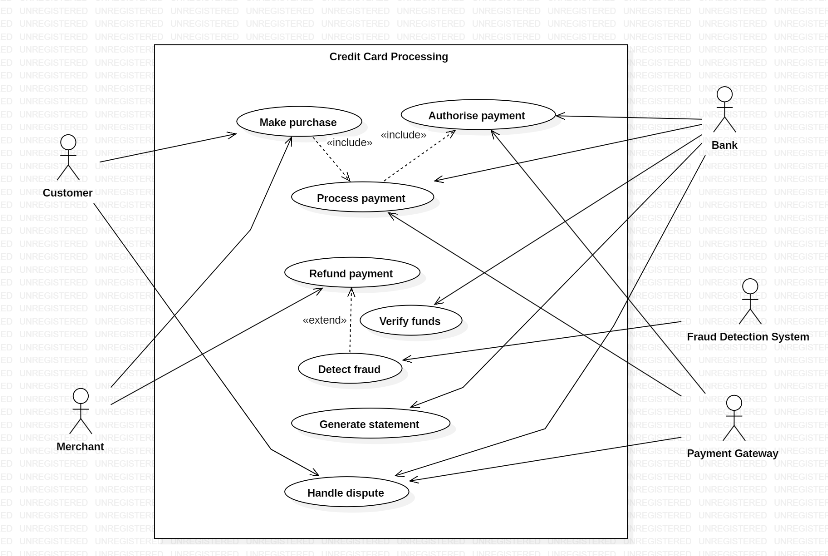 Credit Card Processing
Make purchase
Authorise payment
«include»
«include»
Bank
Customer
Process payment
Refund payment
«extend»
Verify funds
Fraud Detection System
Detect fraud
Generate statement
Merchant
Payment Gateway
Handle dispute
UNREGISTERED